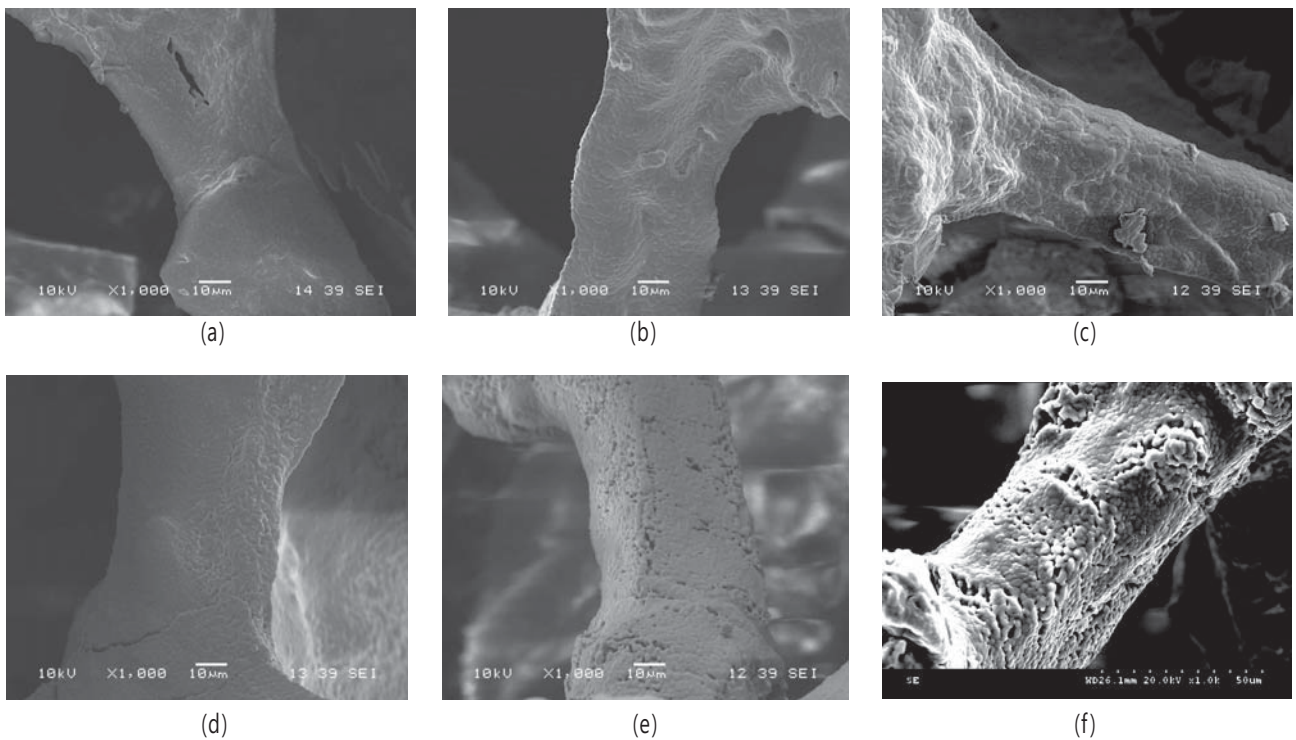 10kV X1,000 10μm 14 39 SEI
(a)
10kV X1,000 10μm 13 39 SEI
(b)
10kV X1,000 10μm 12 39 SEI
(c)
10kV X1,000 10μm 13 39 SEI
(d)
10kV X1,000 10μm 12 39 SEI
(e)
SE WD26.1mm 20.0kV x1.0k 50um
(f)